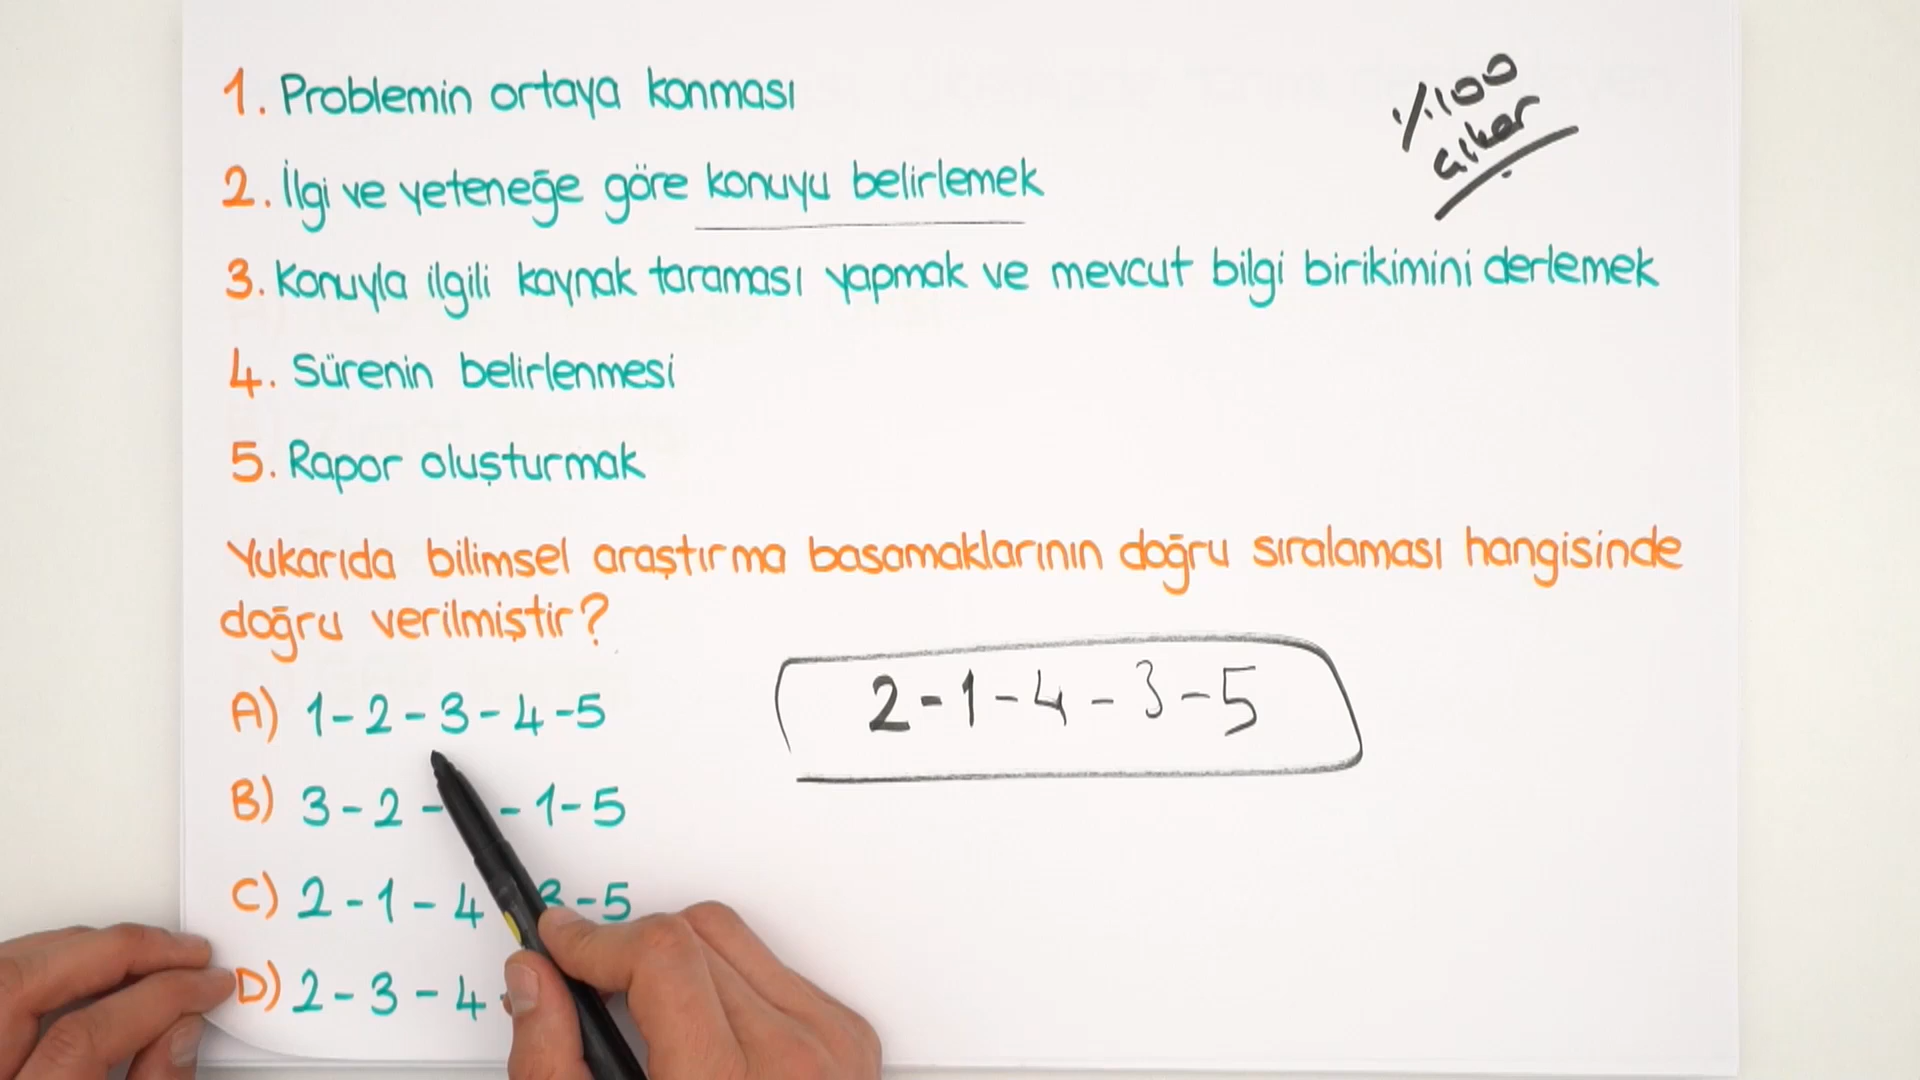 1. Problemin ortaya konması
%100
çıkar
2. İlgi ve yeteneğe göre konuyu belirlemek
3. Konuyla ilgili kaynak taraması yapmak ve mevcut bilgi birikimini derlemek
4. Sürenin belirlenmesi
5. Rapor oluşturmak
Yukarıda bilimsel araştırma basamaklarının doğru sıralaması hangisinde
doğru verilmiştir?
2-1-4-3-5
A) 1-2-3-4-5
B) 3-2- -1-5
C) 2-1-4 3-5
D) 2-3-4-